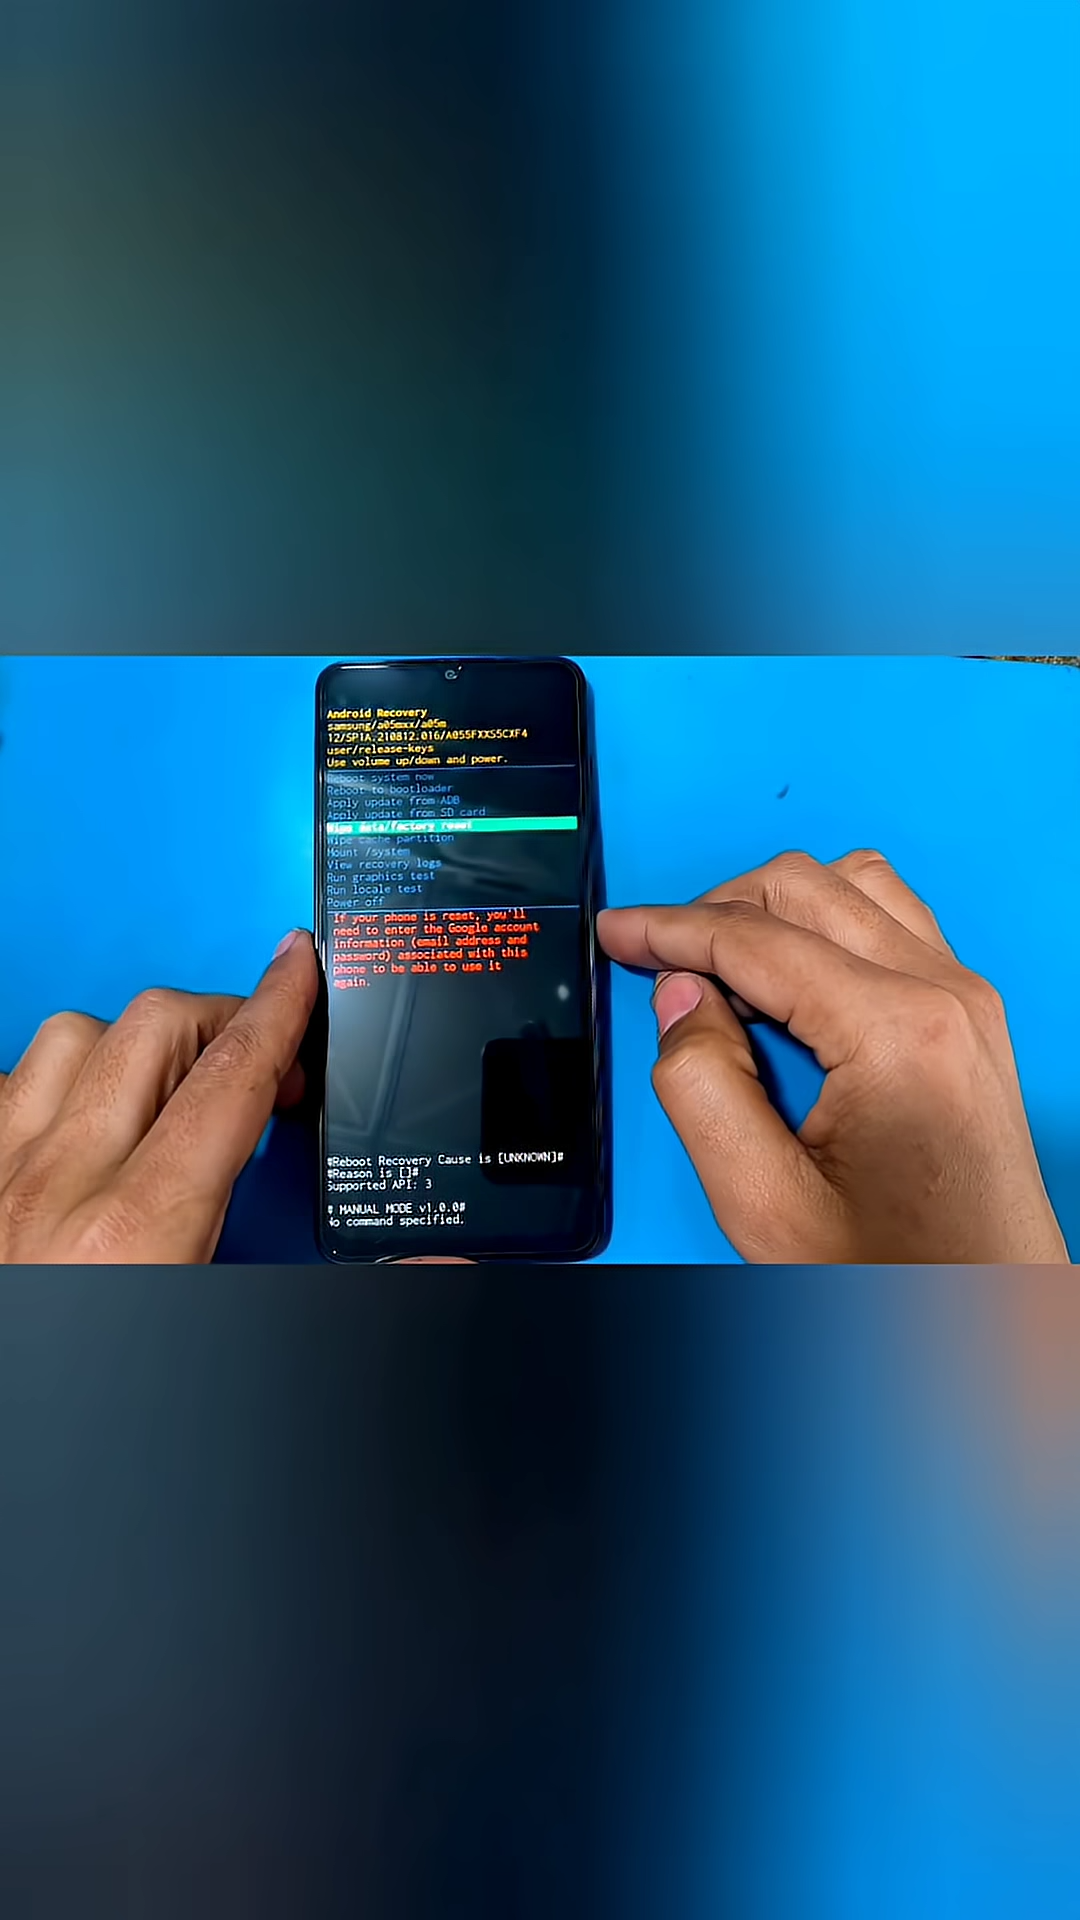 Android Recovery
samsung/a05mxx/a05m
12/SP1A.210812.016/A055FXXS5CXF4
user/release-keys
Use volume up/down and power.
Reboot system now
Reboot to bootloader
Apply update from ADB
Apply update from SD card
Wipe data/factory reset
Wipe cache partition
Mount /system
View recovery logs
Run graphics test
Run locale test
Power off
If your phone is reset, you'll
need to enter the Google account
information (email address and
password) associated with this
phone to be able to use it
again.
#Reboot Recovery Cause is [UNKNOWN]#
#Reason is []#
Supported API: 3
# MANUAL MODE v1.0.0#
No command specified.